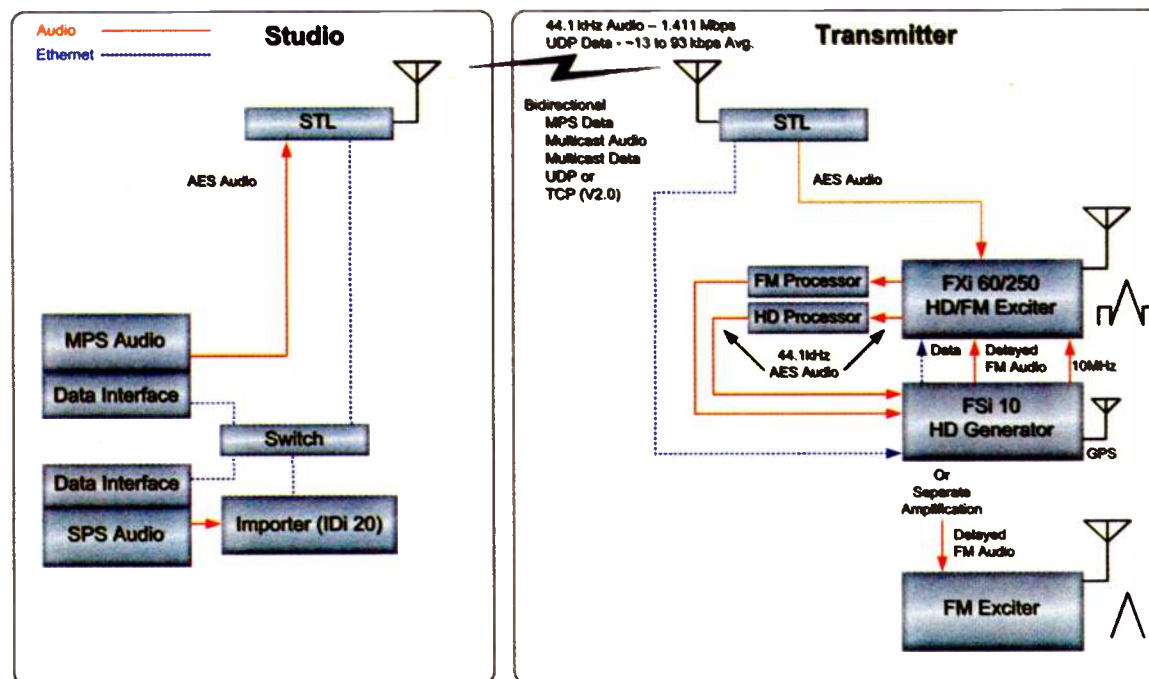 Audio
Ethernet
Studio
STL
AES Audio
MPS Audio
Data Interface
Switch
Data Interface
SPS Audio
Importer (IDi 20)
44.1 kHz Audio – 1.411 Mbps
UDP Data - ~13 to 93 kbps Avg.
Transmitter
Bidirectional
MPS Data
Multicast Audio
Multicast Data
UDP or
TCP (V2.0)
STL
AES Audio
FM Processor
HD Processor
FXi 60/250
HD/FM Exciter
44.1kHz
AES Audio
Data
Delayed
FM Audio
10MHz
FSi 10
HD Generator
GPS
Or
Separate
Amplification
Delayed
FM Audio
FM Exciter